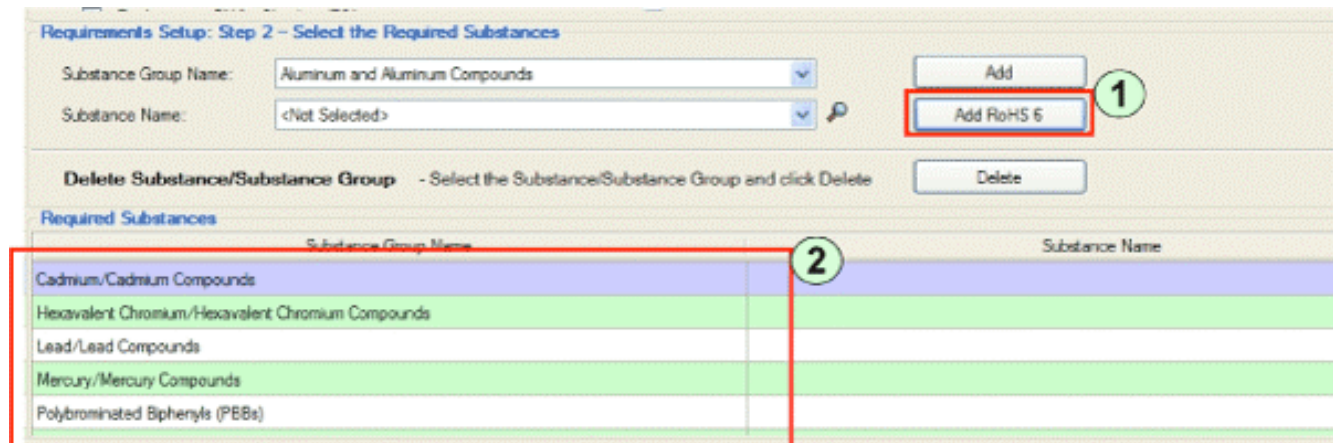 Requirements Setup: Step 2 – Select the Required Substances
Substance Group Name: Aluminum and Aluminum Compounds Add
1
Substance Name: <Not Selected> Add RoHS 6
Delete Substance/Substance Group - Select the Substance/Substance Group and click Delete Delete
Required Substances
Substance Group Name Substance Name
2
Cadmium/Cadmium Compounds
Hexavalent Chromium/Hexavalent Chromium Compounds
Lead/Lead Compounds
Mercury/Mercury Compounds
Polybrominated Biphenyls (PBBs)